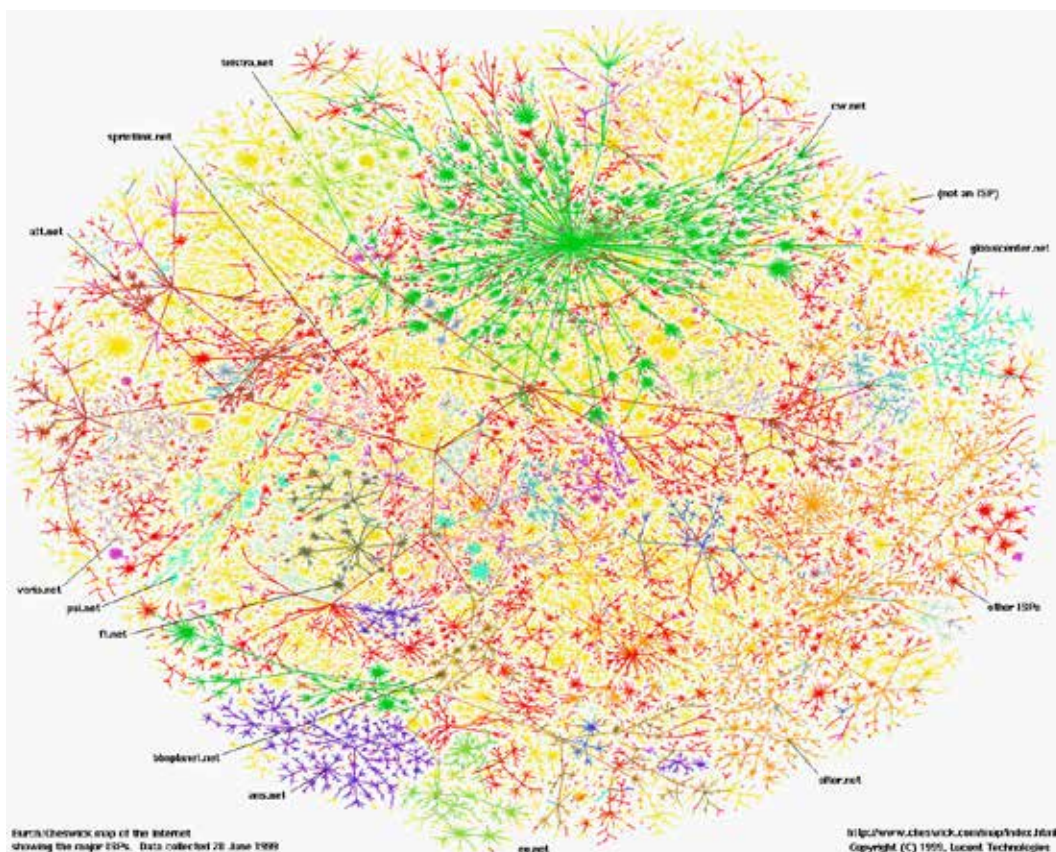 telstra.net
cw.net
sprintlink.net
(not an ISP)
att.net
globalcenter.net
verio.net
psi.net
other ISPs
bbnplanet.net
alter.net
ans.net
Burch/Cheswick map of the Internet
showing the major ISPs. Data collected 28 June 1999
http://www.cheswick.com/map/index.html
Copyright (C) 1999, Lucent Technologies